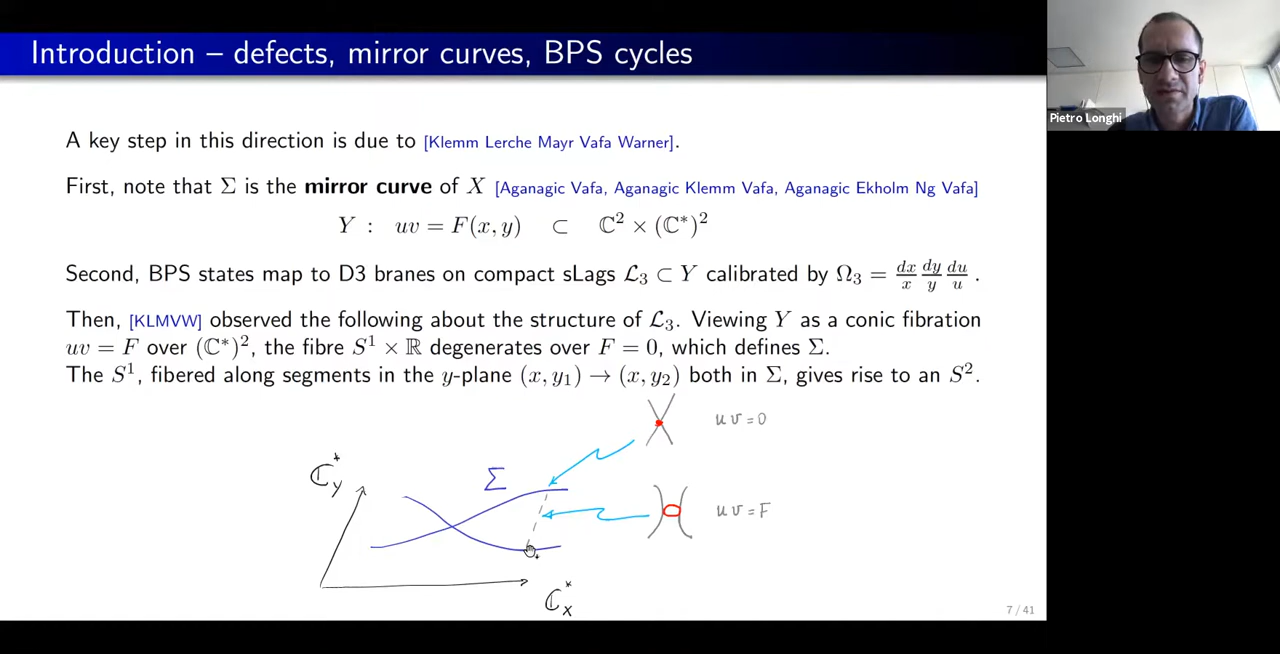 Introduction – defects, mirror curves, BPS cycles
Pietro Longhi
A key step in this direction is due to [Klemm Lerche Mayr Vafa Warner].
First, note that Σ is the mirror curve of X [Aganagic Vafa, Aganagic Klemm Vafa, Aganagic Ekholm Ng Vafa]
Y : uv = F(x, y) ⊂ ℂ² × (ℂ*)²
Second, BPS states map to D3 branes on compact sLags ℒ₃ ⊂ Y calibrated by Ω₃ = dx/x dy/y du/u .
Then, [KLMVW] observed the following about the structure of ℒ₃. Viewing Y as a conic fibration
uv = F over (ℂ*)², the fibre S¹ × ℝ degenerates over F = 0, which defines Σ.
The S¹, fibered along segments in the y-plane (x, y₁) → (x, y₂) both in Σ, gives rise to an S².
uv=0
ℂ*y
Σ
uv=F
ℂ*x
7 / 41